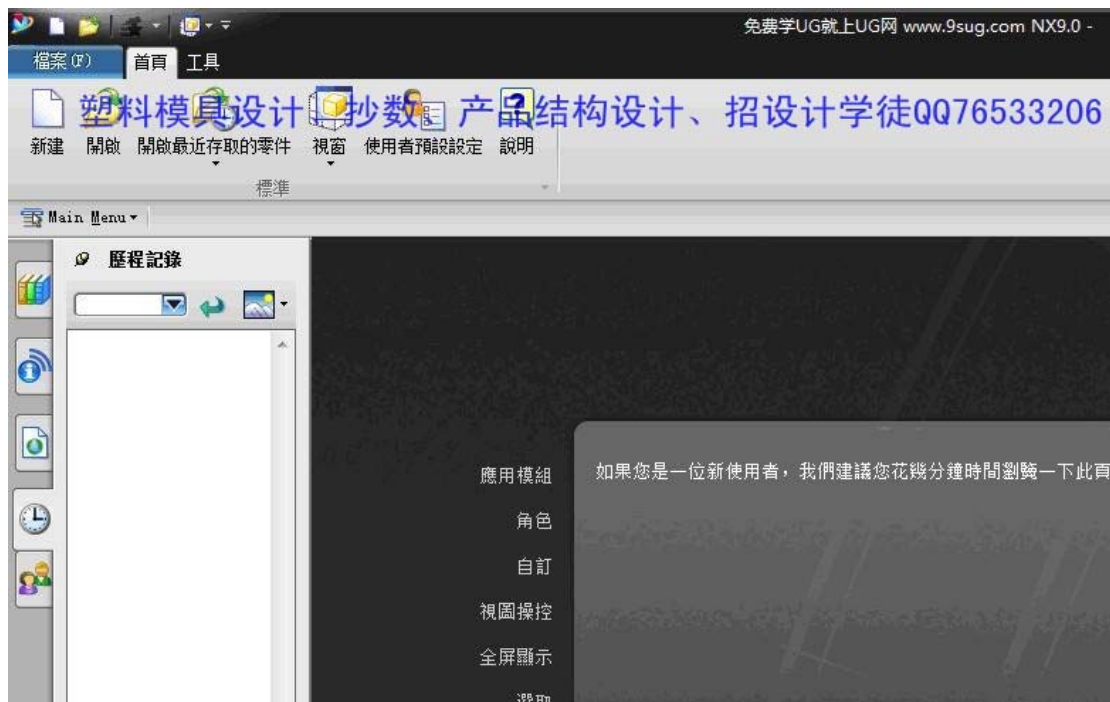 免费学UG就上UG网 www.9sug.com NX9.0 -
檔案(F) 首頁 工具
塑料模具设计、抄数、产品结构设计、招设计学徒QQ76533206
新建 開啟 開啟最近存取的零件 視窗 使用者預設設定 說明
標準
Main Menu
歷程記錄
應用模組 如果您是一位新使用者，我們建議您花幾分鐘時間瀏覽一下此頁
角色
自訂
視圖操控
全屏顯示
選取